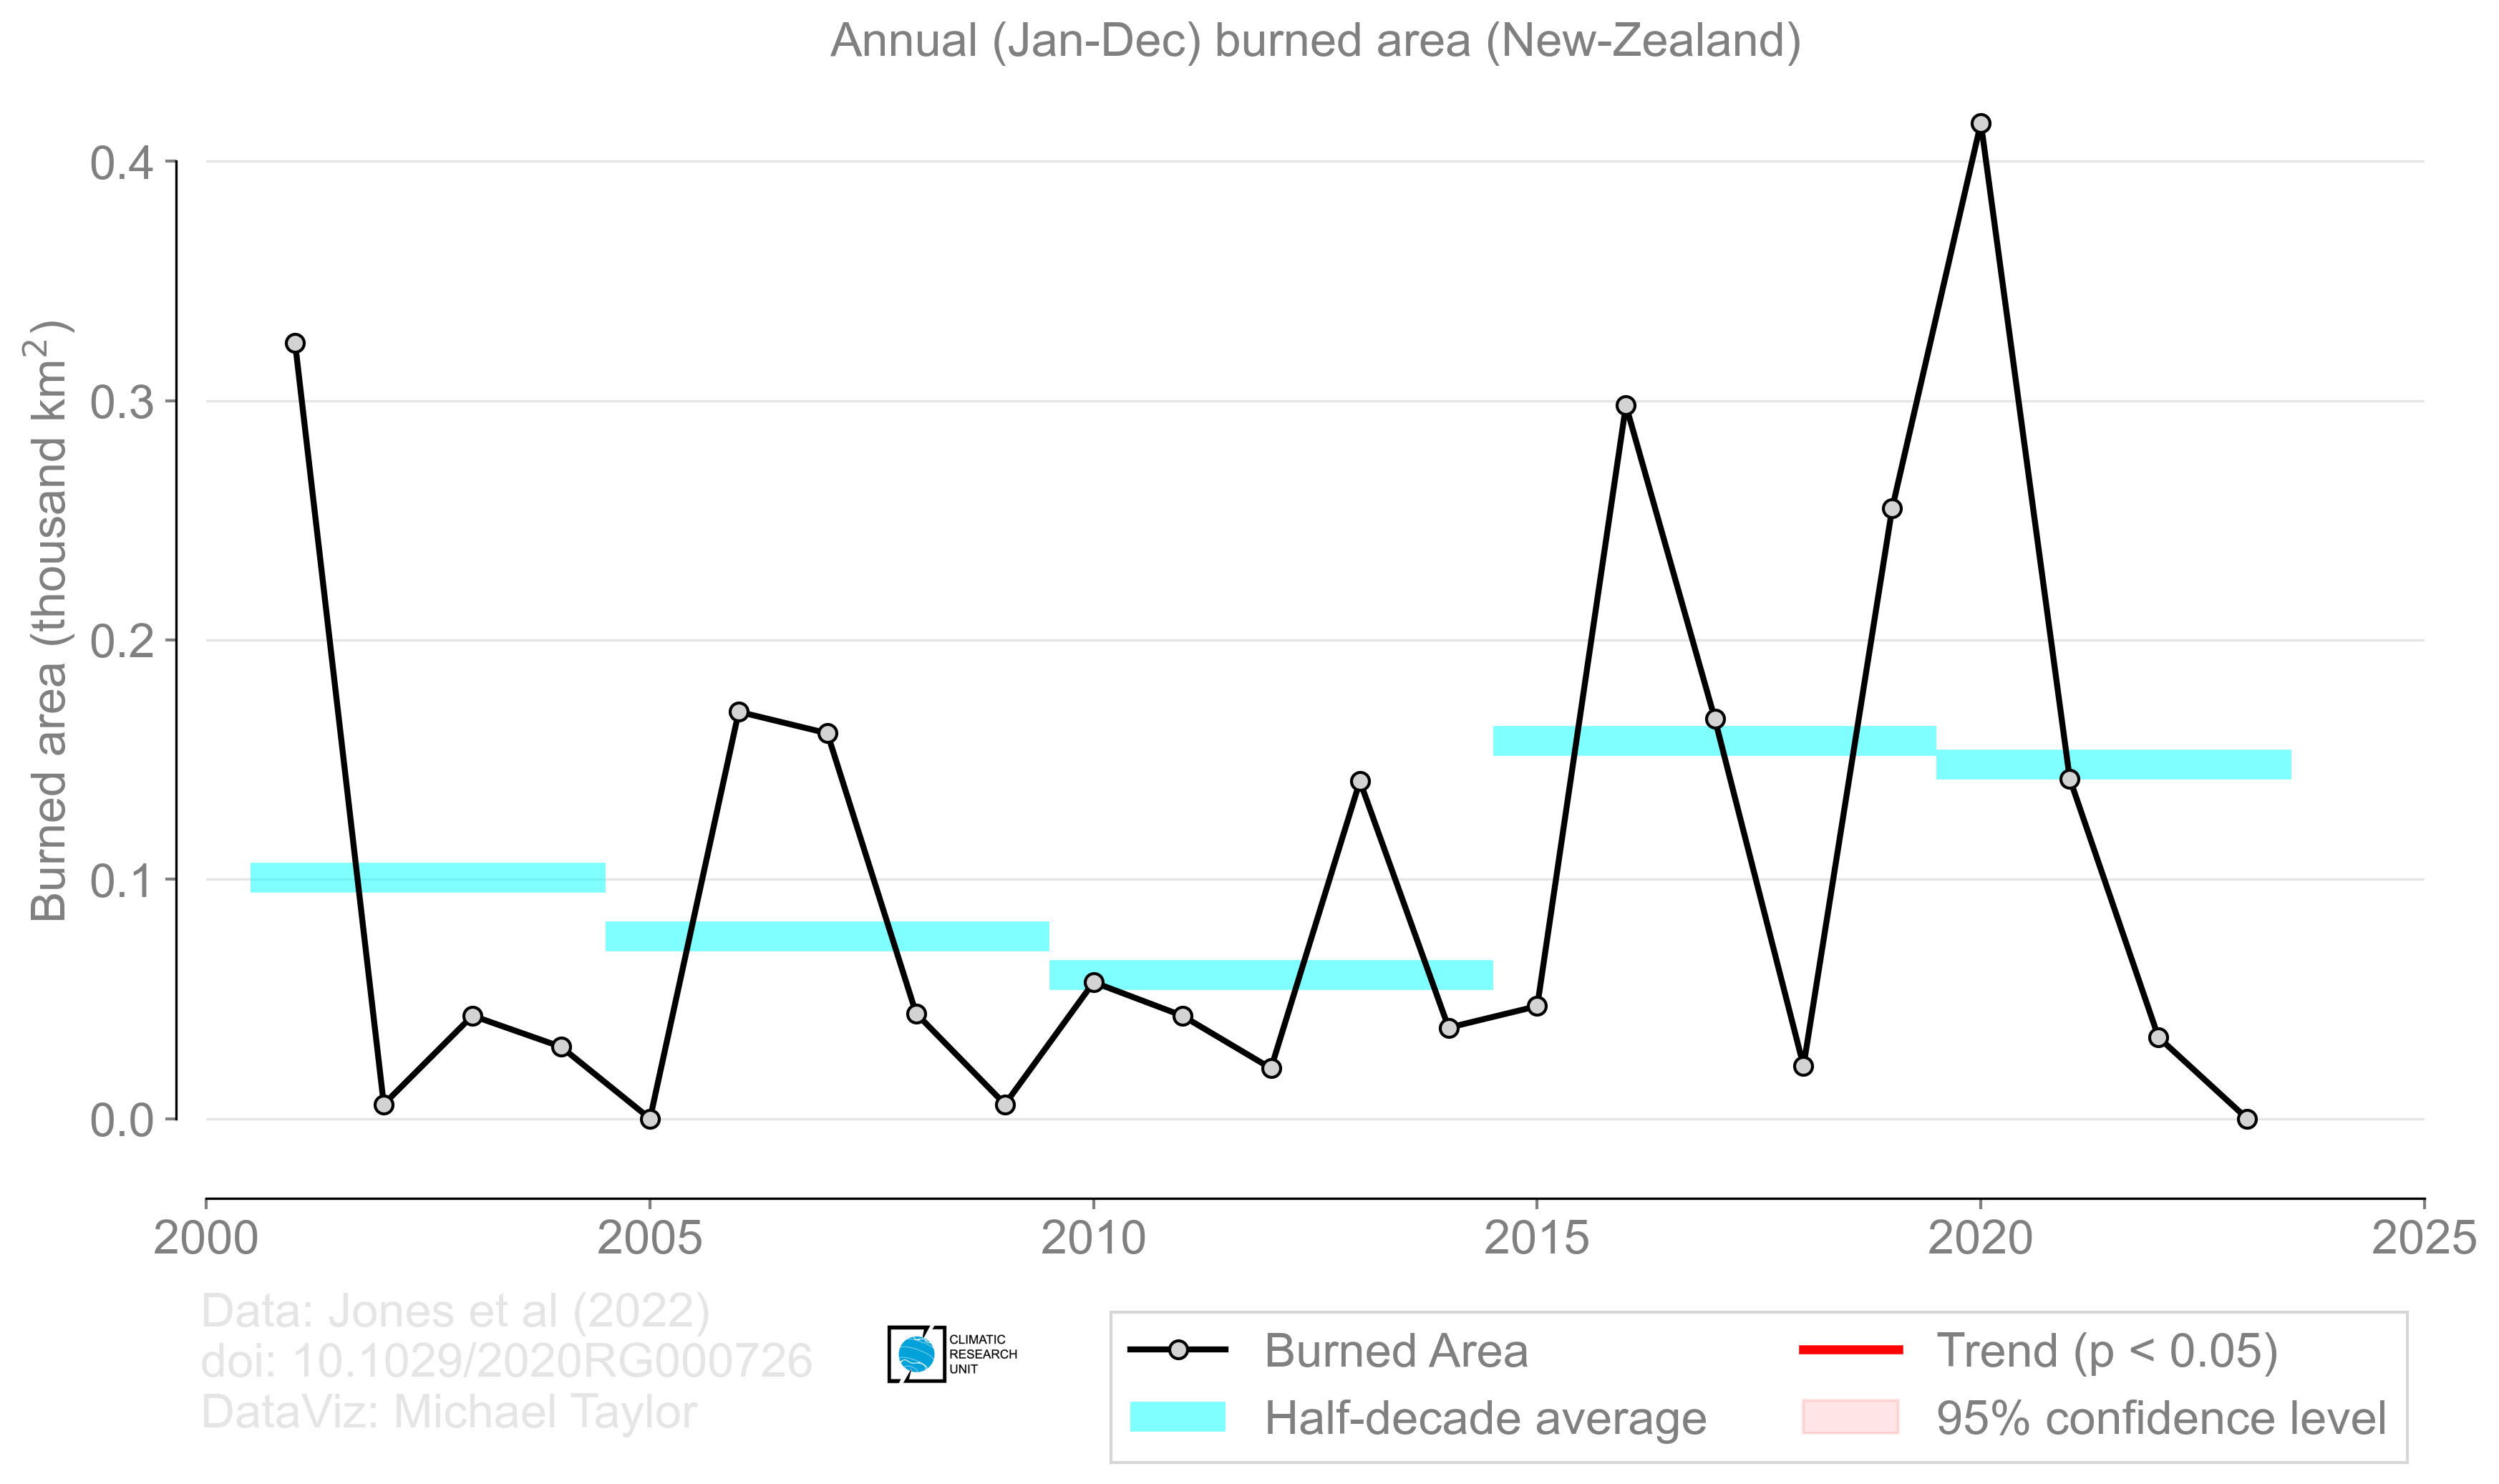 Annual (Jan-Dec) burned area (New-Zealand)
Burned area (thousand km²)
0.4
0.3
0.2
0.1
0.0
2000 2005 2010 2015 2020 2025
Data: Jones et al (2022)
doi: 10.1029/2020RG000726
DataViz: Michael Taylor
CLIMATIC
RESEARCH
UNIT
Burned Area
Half-decade average
Trend (p < 0.05)
95% confidence level